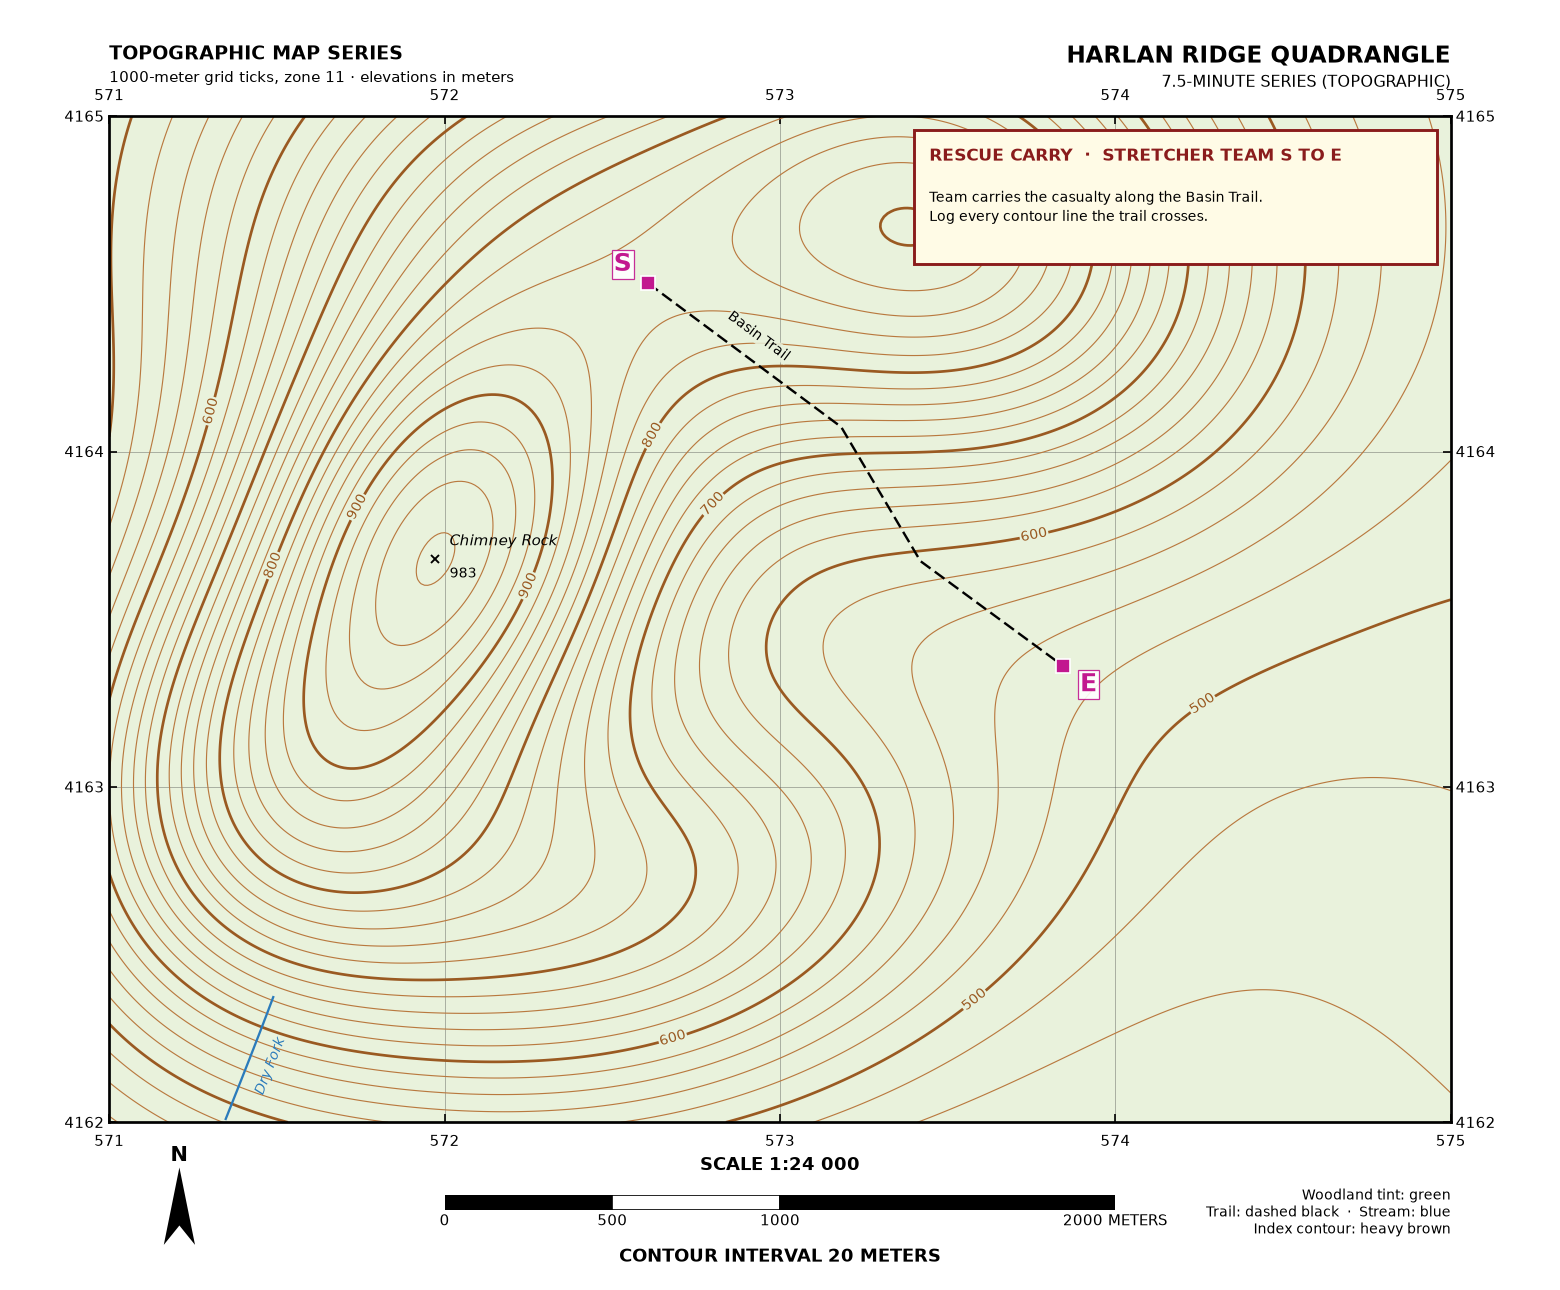 TOPOGRAPHIC MAP SERIES
HARLAN RIDGE QUADRANGLE
1000-meter grid ticks, zone 11 · elevations in meters
7.5-MINUTE SERIES (TOPOGRAPHIC)
571 572 573 574 575
4165 4165
RESCUE CARRY · STRETCHER TEAM S TO E
Team carries the casualty along the Basin Trail.
Log every contour line the trail crosses.
S
Basin Trail
600
800
4164 4164
900
700
600
Chimney Rock
800
983
900
E
500
4163 4163
500
600
Dry Fork
4162 4162
571 572 573 574 575
N
SCALE 1:24 000
0 500 1000 2000 METERS
Woodland tint: green
Trail: dashed black · Stream: blue
Index contour: heavy brown
CONTOUR INTERVAL 20 METERS